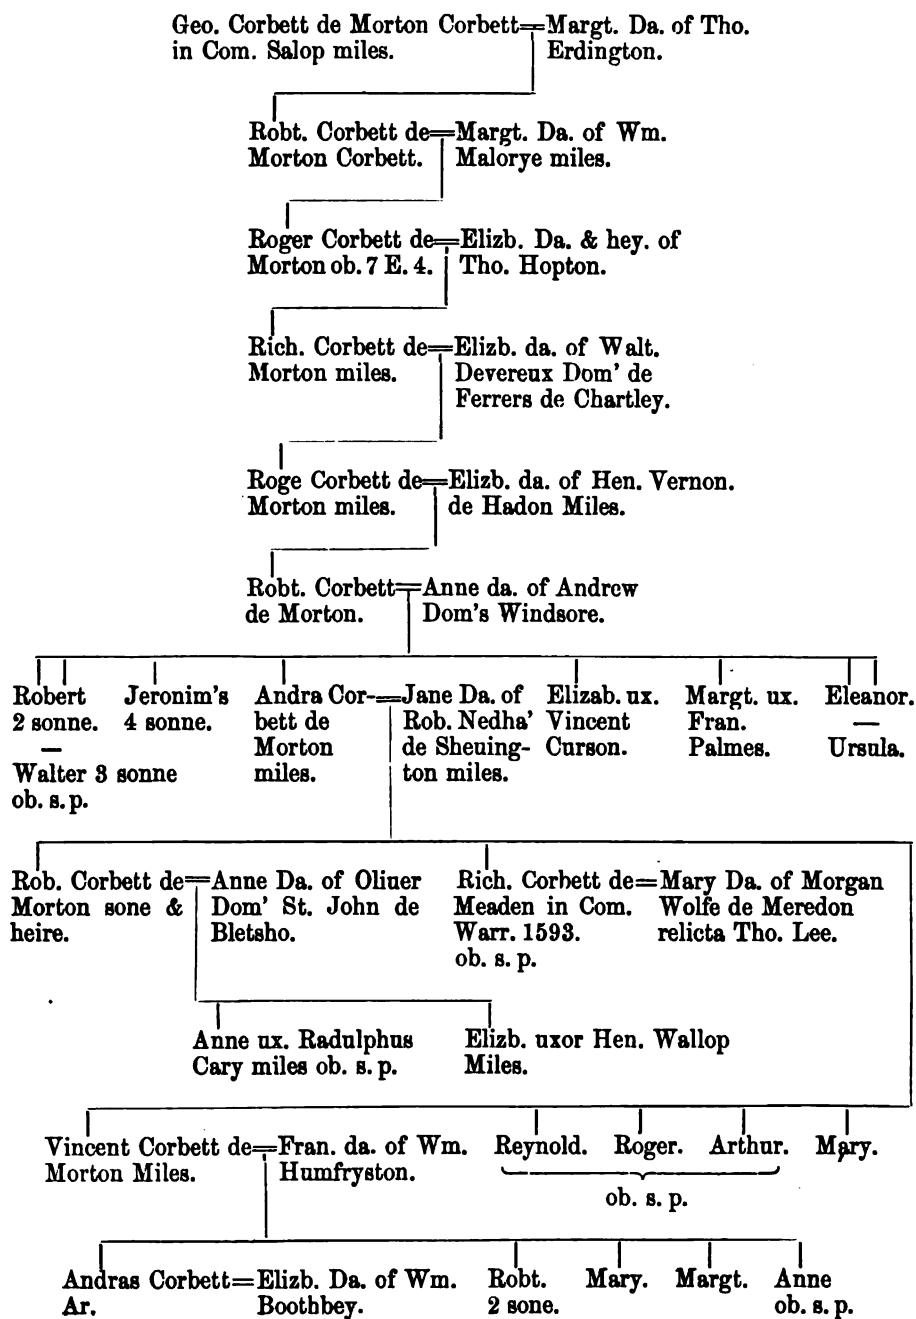 Geo. Corbett de Morton Corbett=Margt. Da. of Tho.
in Com. Salop miles. Erdington.
Robt. Corbett de=Margt. Da. of Wm.
Morton Corbett. Malorye miles.
Roger Corbett de=Elizb. Da. & hey. of
Morton ob. 7 E. 4. Tho. Hopton.
Rich. Corbett de=Elizb. da. of Walt.
Morton miles. Devereux Dom' de
Ferrers de Chartley.
Roge Corbett de=Elizb. da. of Hen. Vernon.
Morton miles. de Hadon Miles.
Robt. Corbett=Anne da. of Andrew
de Morton. Dom's Windsore.
Robert Jeronim's Andra Cor-=Jane Da. of Elizab. ux. Margt. ux. Eleanor.
2 sonne. 4 sonne. bett de Rob. Nedha' Vincent Fran. —
— Morton de Sheuing- Curson. Palmes. Ursula.
Walter 3 sonne miles. ton miles.
ob. s. p.
Rob. Corbett de=Anne Da. of Oliuer Rich. Corbett de=Mary Da. of Morgan
Morton sone & Dom' St. John de Meaden in Com. Wolfe de Meredon
heire. Bletsho. Warr. 1593. relicta Tho. Lee.
ob. s. p.
Anne ux. Radulphus Elizb. uxor Hen. Wallop
Cary miles ob. s. p. Miles.
Vincent Corbett de=Fran. da. of Wm. Reynold. Roger. Arthur. Mary.
Morton Miles. Humfryston.
ob. s. p.
Andras Corbett=Elizb. Da. of Wm. Robt. Mary. Margt. Anne
Ar. Boothbey. 2 sone. ob. s. p.